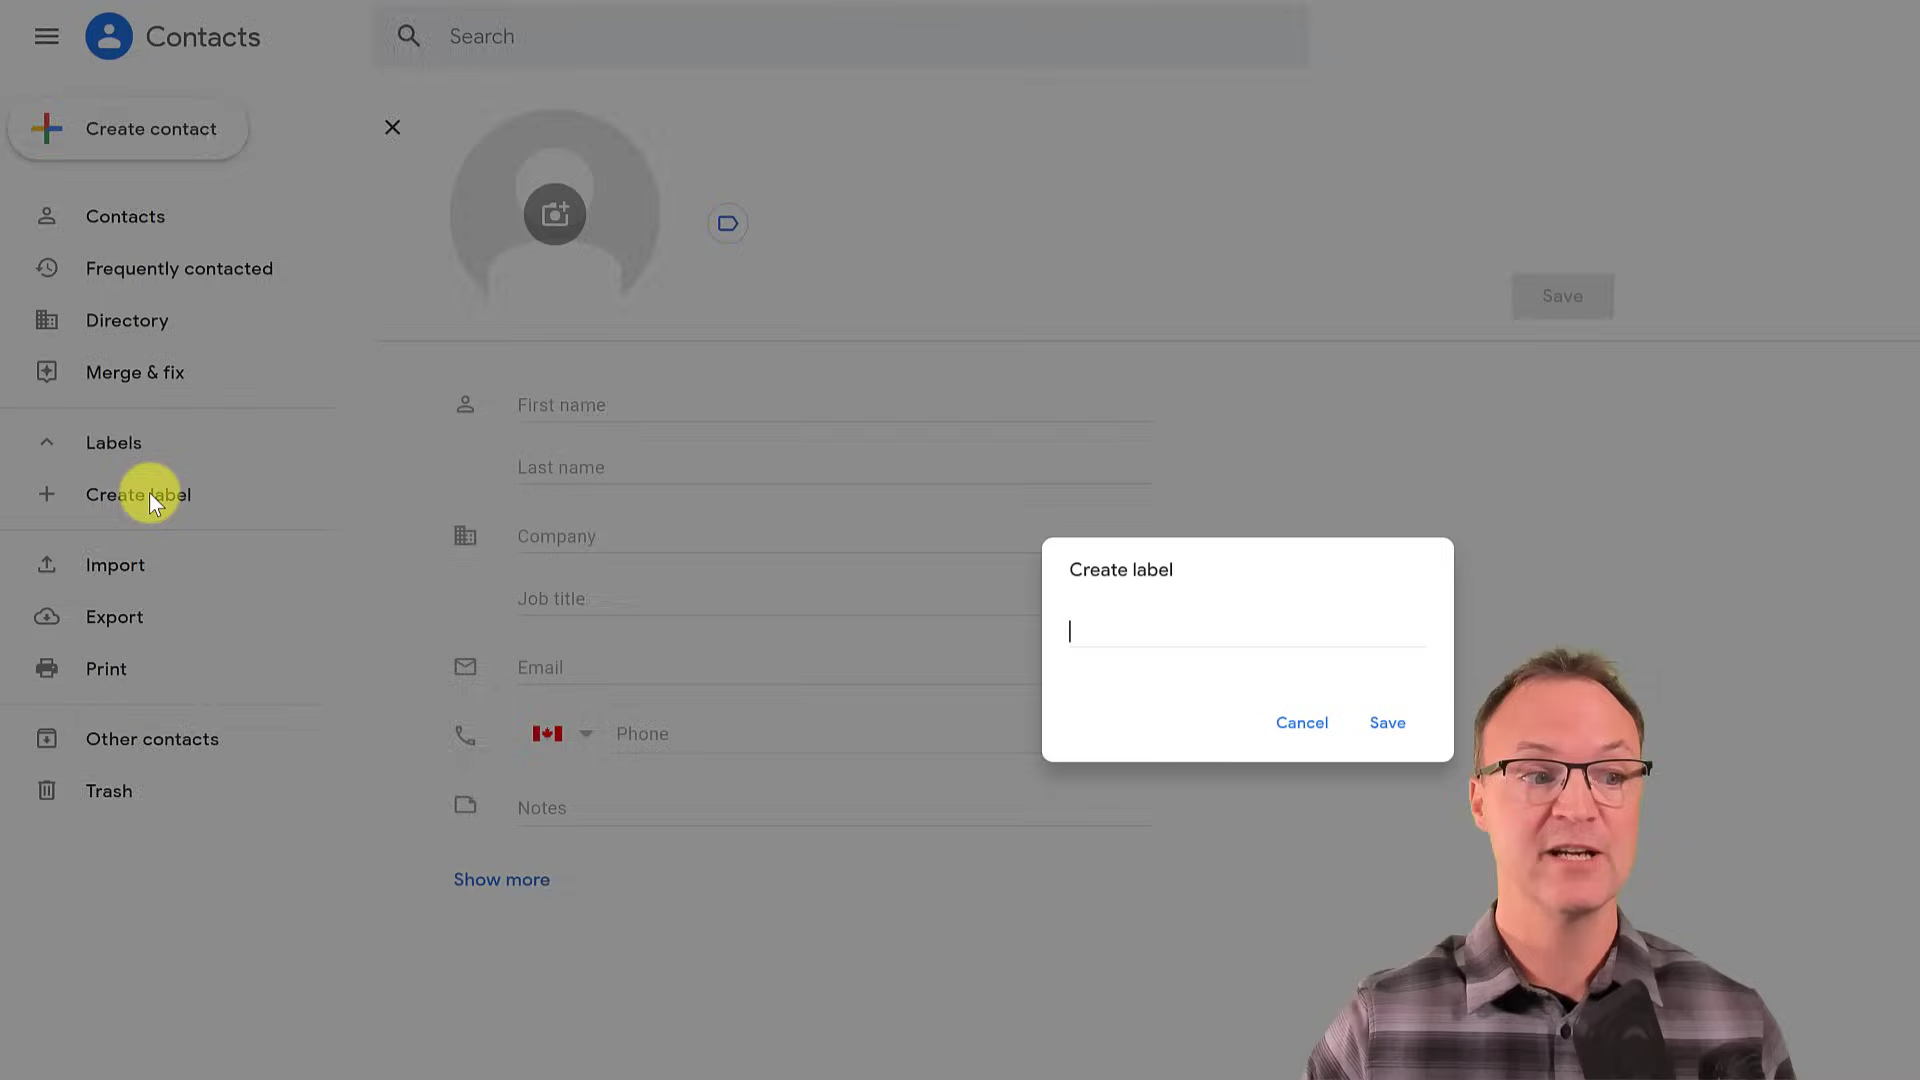 Contacts
Search
Create contact
Contacts
Frequently contacted
Directory
Merge & fix
Labels
Create label
Import
Export
Print
Other contacts
Trash
Save
First name
Last name
Company
Job title
Email
Phone
Notes
Show more
Create label
Cancel
Save